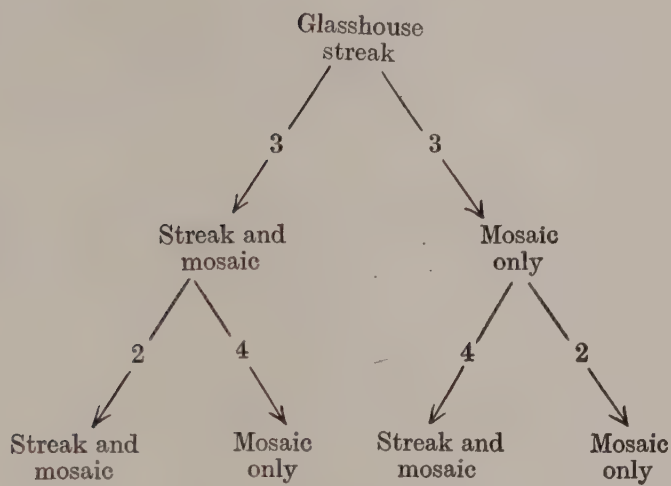 Glasshouse
streak
3 3
Streak and
mosaic
Mosaic
only
2 4 4 2
Streak and
mosaic
Mosaic
only
Streak and
mosaic
Mosaic
only